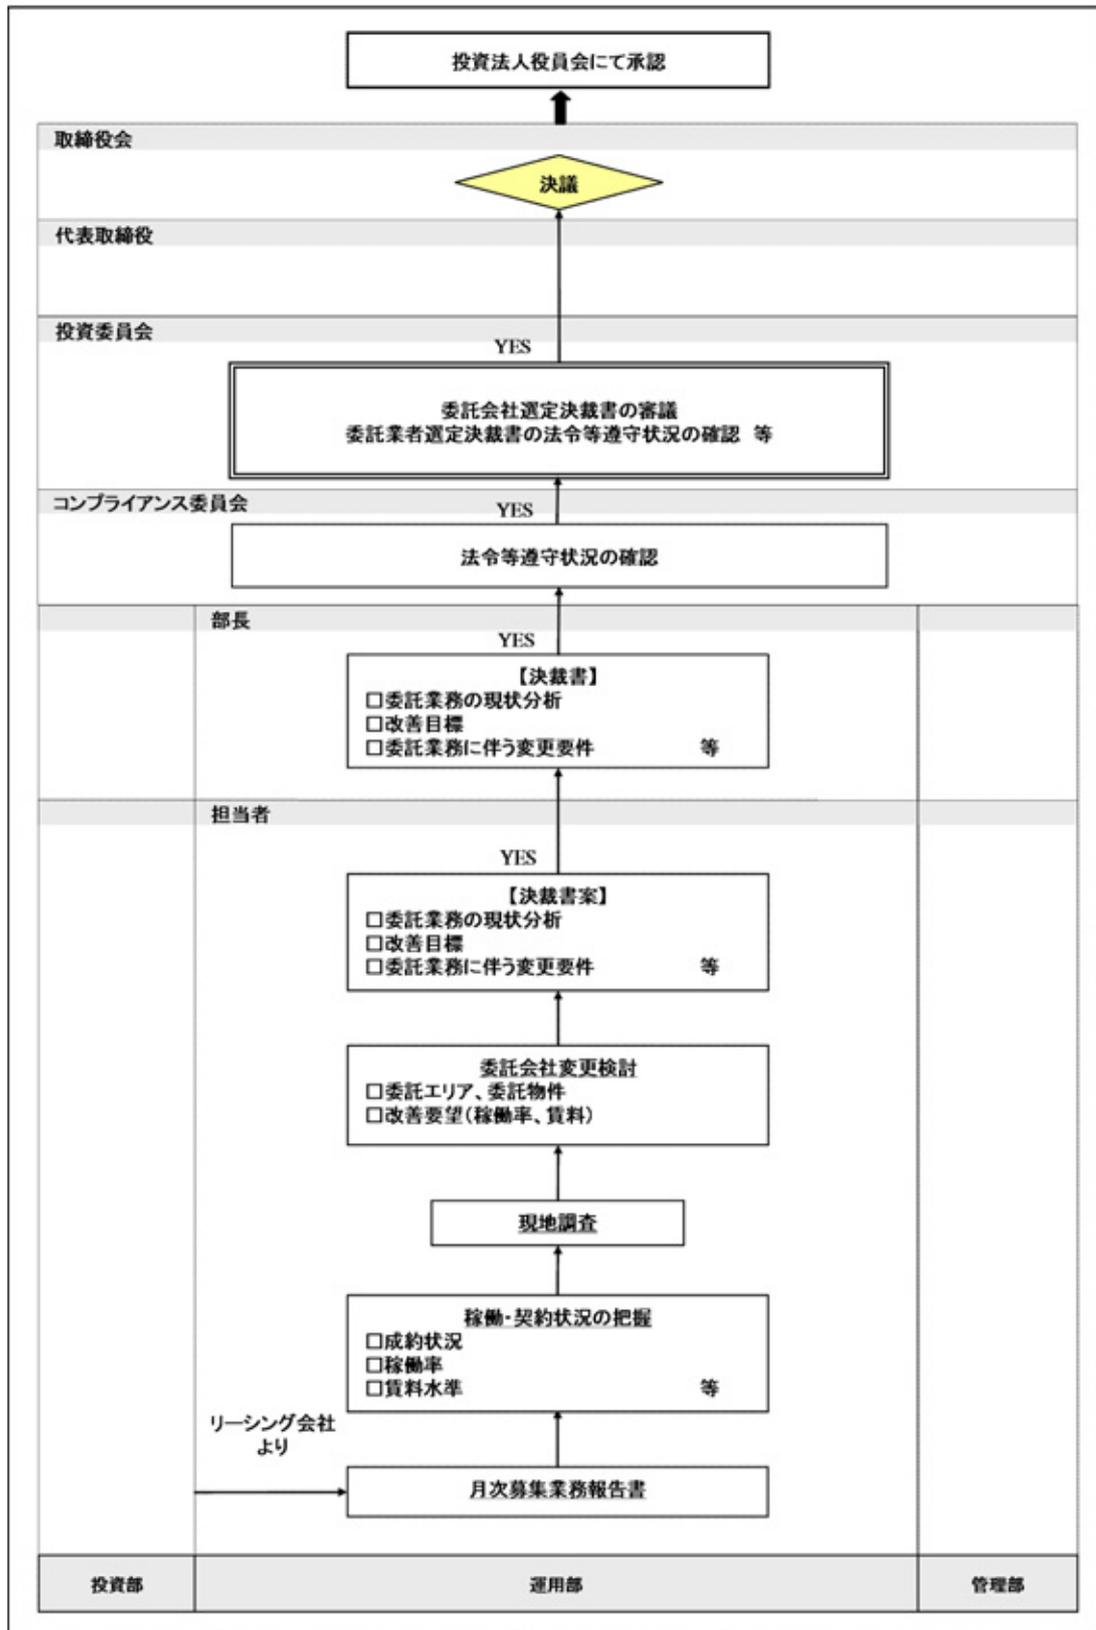 投資法人役員会にて承認
取締役会
決議
代表取締役
投資委員会
YES
委託会社選定決裁書の審議
委託業者選定決裁書の法令等遵守状況の確認 等
コンプライアンス委員会
YES
法令等遵守状況の確認
部長
YES
【決裁書】
□委託業務の現状分析
□改善目標
□委託業務に伴う変更要件 等
担当者
YES
【決裁書案】
□委託業務の現状分析
□改善目標
□委託業務に伴う変更要件 等
委託会社変更検討
□委託エリア、委託物件
□改善要望(稼働率、賃料)
現地調査
稼働・契約状況の把握
□成約状況
□稼働率
□賃料水準 等
リーシング会社
より
月次募集業務報告書
投資部 運用部 管理部